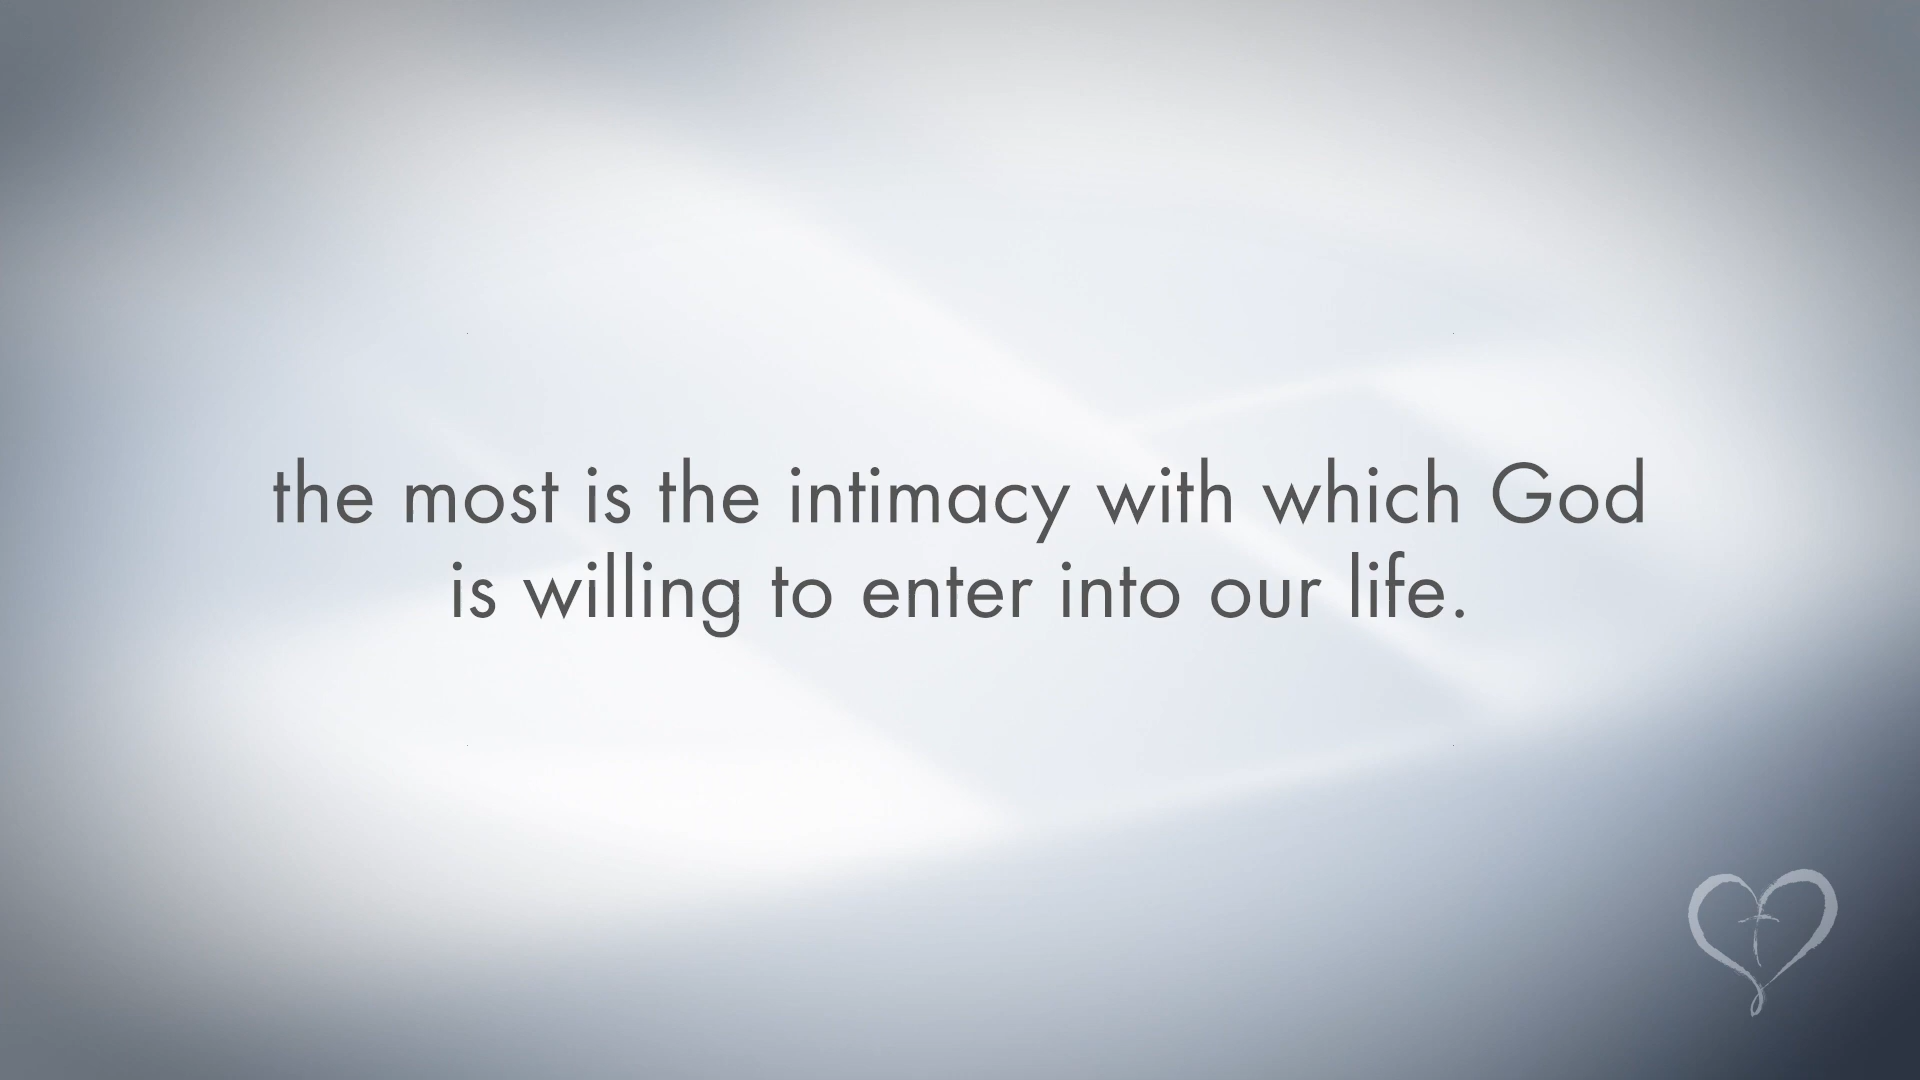 the most is the intimacy with which God
is willing to enter into our life.